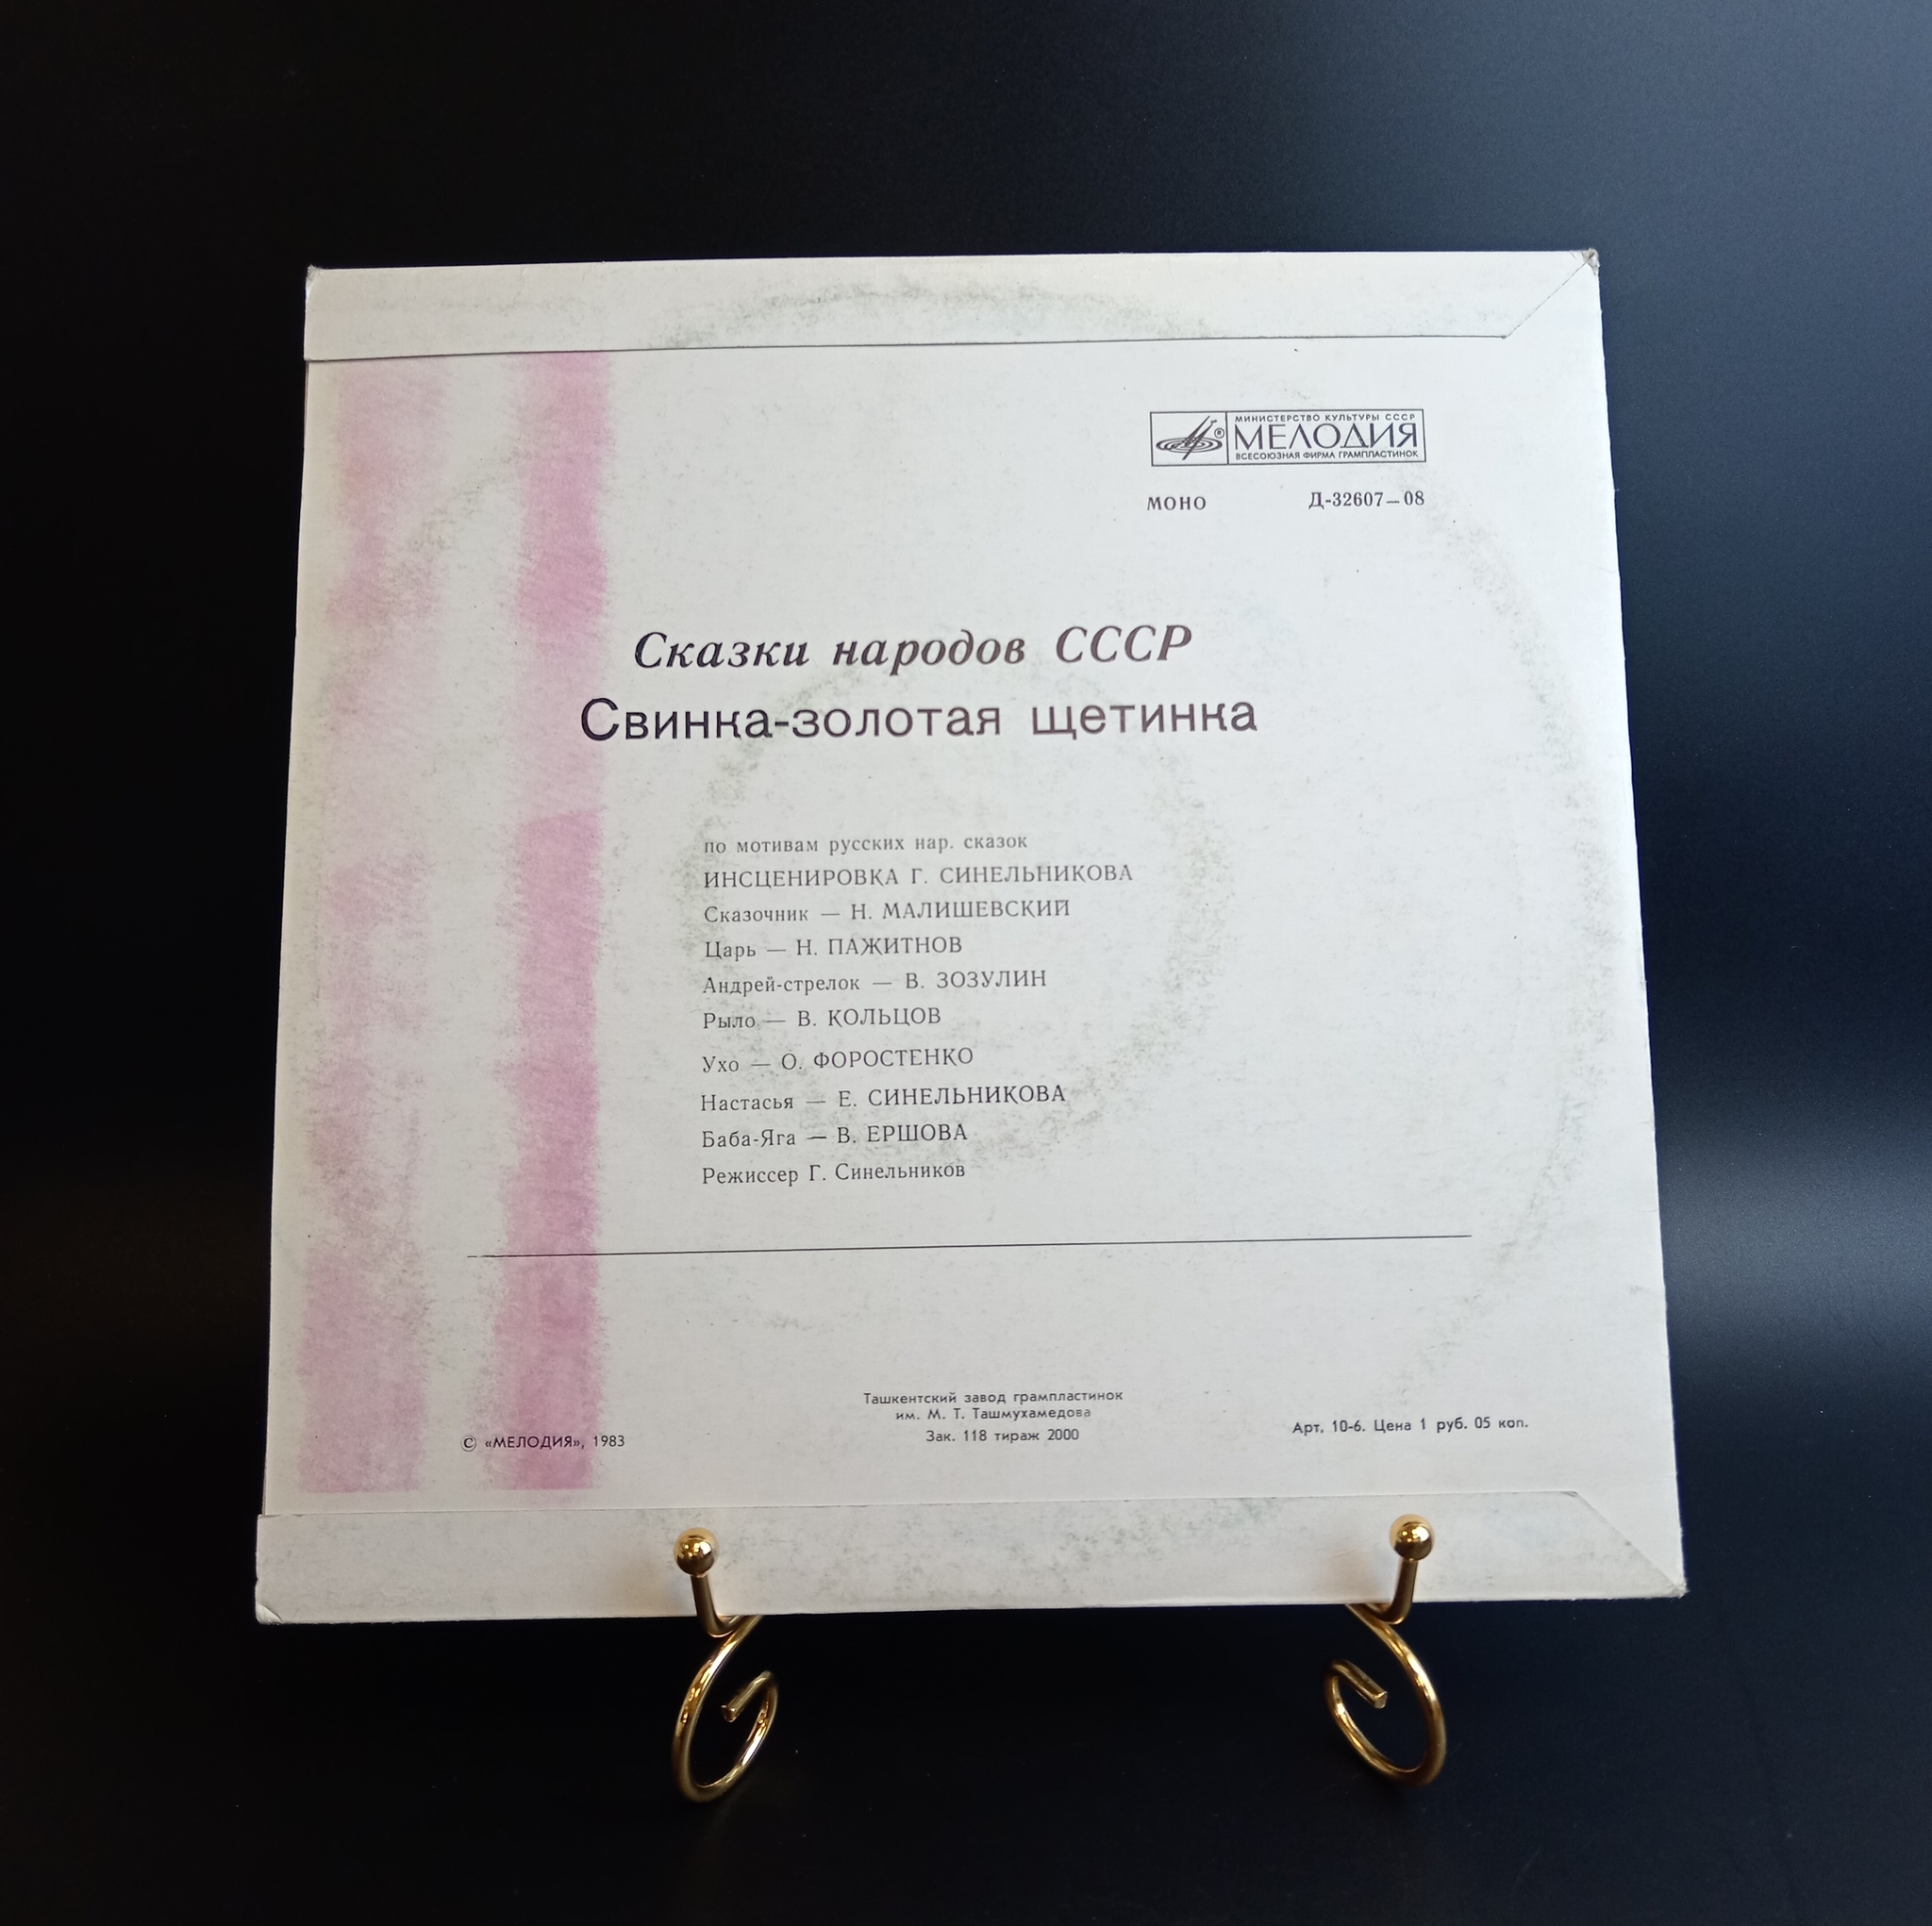 МИНИСТЕРСТВО КУЛЬТУРЫ СССР
МЕЛОДИЯ
ВСЕСОЮЗНАЯ ФИРМА ГРАМПЛАСТИНОК
МОНО Д-32607—08
Сказки народов СССР
Свинка-золотая щетинка
по мотивам русских нар. сказок
ИНСЦЕНИРОВКА Г. СИНЕЛЬНИКОВА
Сказочник — Н. МАЛИШЕВСКИЙ
Царь — Н. ПАЖИТНОВ
Андрей-стрелок — В. ЗОЗУЛИН
Рыло — В. КОЛЬЦОВ
Ухо — О. ФОРОСТЕНКО
Настасья — Е. СИНЕЛЬНИКОВА
Баба-Яга — В. ЕРШОВА
Режиссер Г. Синельников
Ташкентский завод грампластинок
им. М. Т. Ташмухамедова
Зак. 118 тираж 2000
© «МЕЛОДИЯ», 1983
Арт. 10-6. Цена 1 руб. 05 коп.